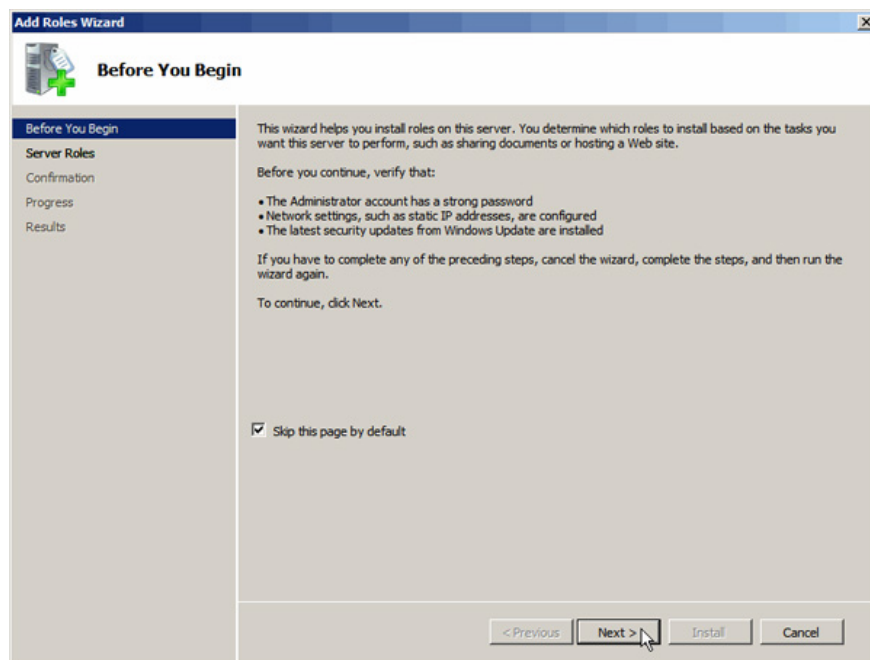 Add Roles Wizard
Before You Begin
Before You Begin
Server Roles
Confirmation
Progress
Results
This wizard helps you install roles on this server. You determine which roles to install based on the tasks you
want this server to perform, such as sharing documents or hosting a Web site.
Before you continue, verify that:
• The Administrator account has a strong password
• Network settings, such as static IP addresses, are configured
• The latest security updates from Windows Update are installed
If you have to complete any of the preceding steps, cancel the wizard, complete the steps, and then run the
wizard again.
To continue, click Next.
Skip this page by default
< Previous
Next >
Install
Cancel